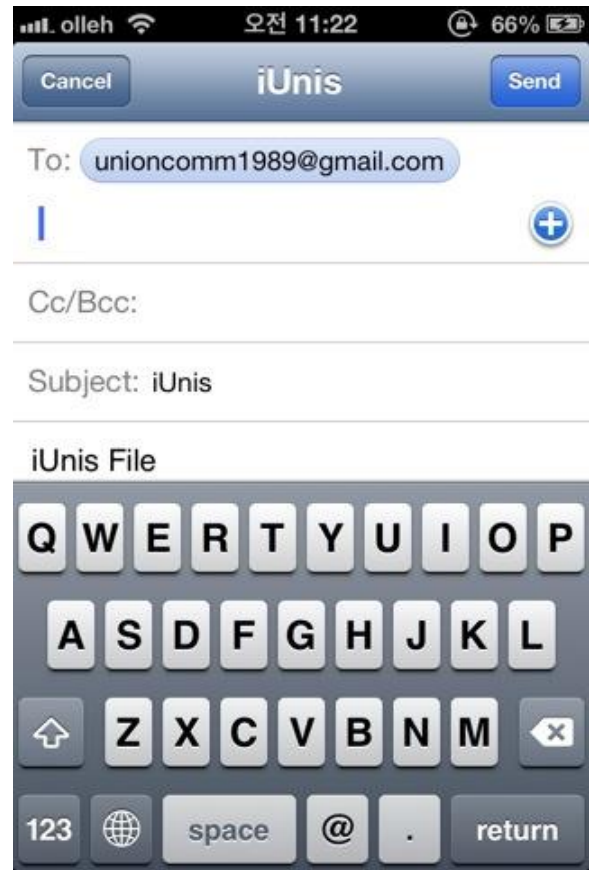 olleh 오전 11:22 66%
Cancel iUnis Send
To: unioncomm1989@gmail.com
Cc/Bcc:
Subject: iUnis
iUnis File
Q W E R T Y U I O P
A S D F G H J K L
Z X C V B N M
123 space @ . return